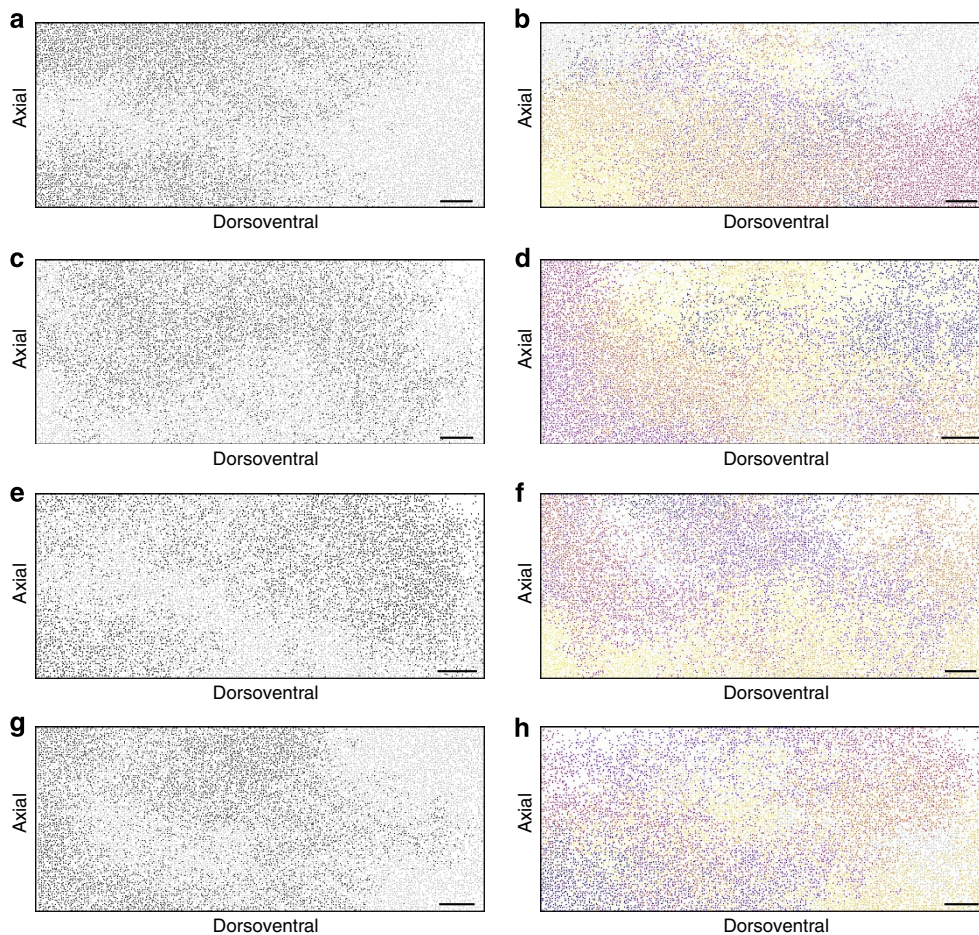 a
Axial
Dorsoventral
b
Axial
Dorsoventral
c
Axial
Dorsoventral
d
Axial
Dorsoventral
e
Axial
Dorsoventral
f
Axial
Dorsoventral
g
Axial
Dorsoventral
h
Axial
Dorsoventral